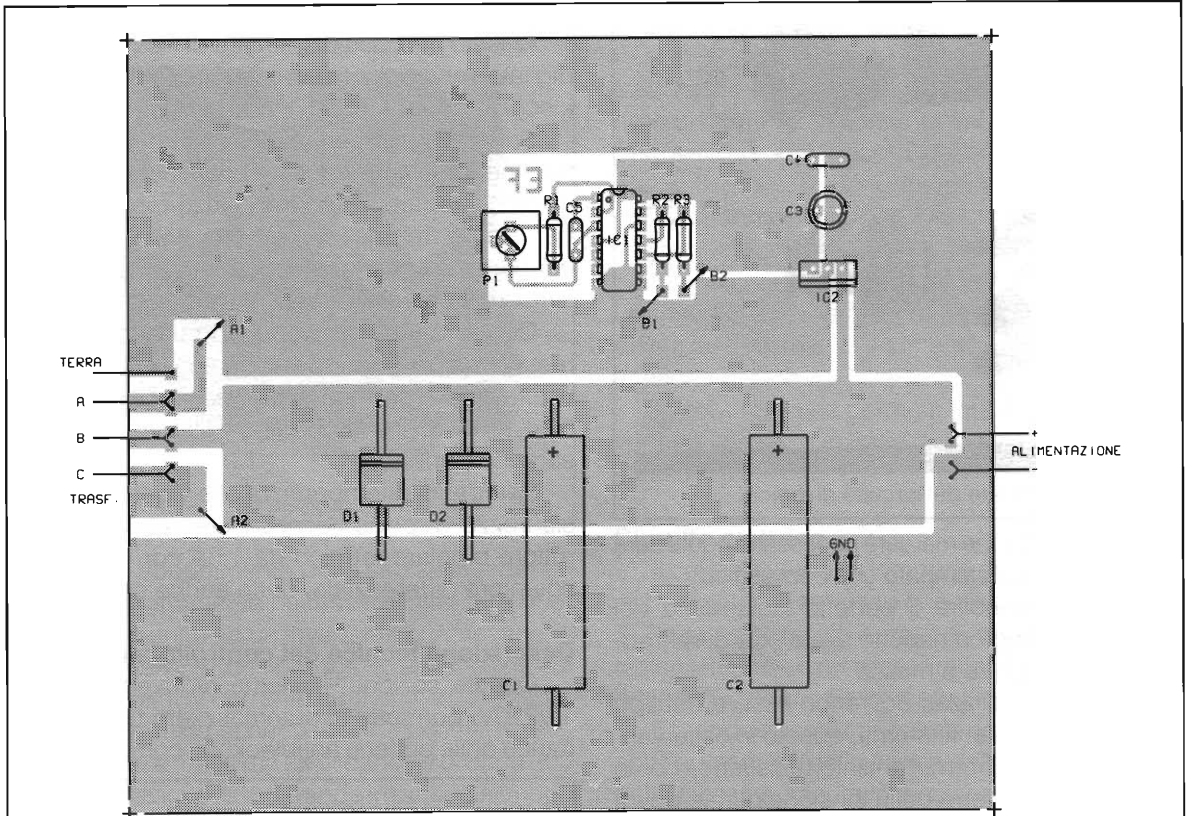 C4
R1
C5
R2
R3
C3
IC1
P1
B2
IC2
B1
A1
TERRA
A
B
+
C
+
+
ALIMENTAZIONE
-
TRASF.
A2
D1
D2
GND
C1
C2